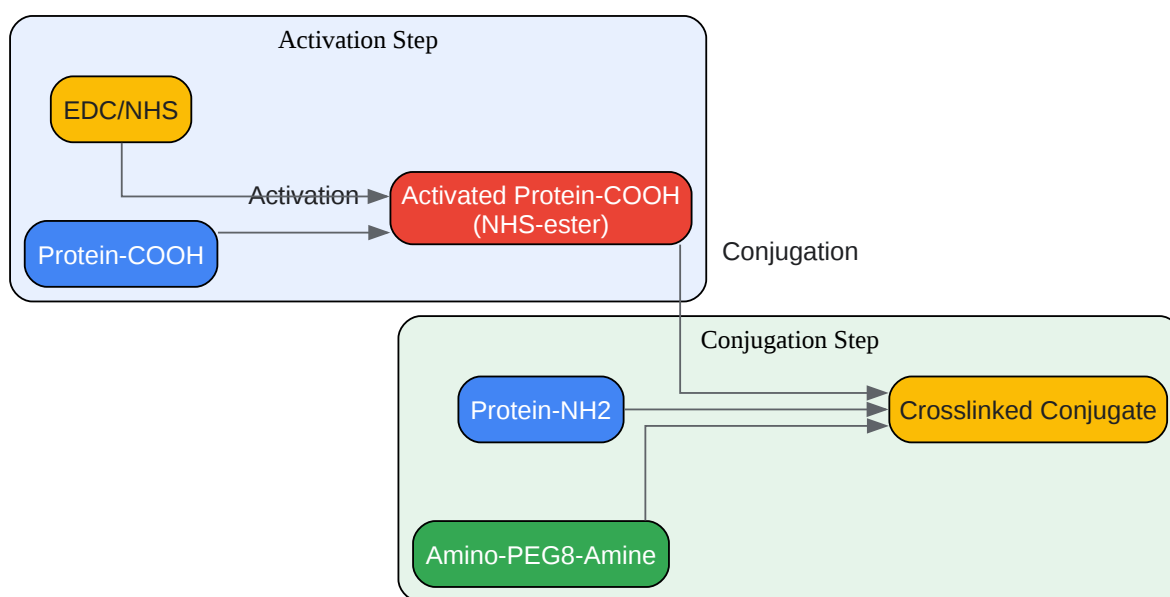 Activation Step
EDC/NHS
Activation
Activated Protein-COOH
(NHS-ester)
Protein-COOH
Conjugation
Conjugation Step
Protein-NH2
Crosslinked Conjugate
Amino-PEG8-Amine